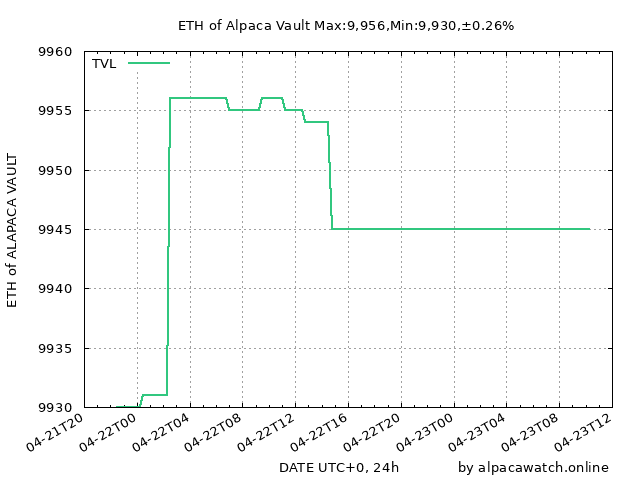 ETH of Alpaca Vault Max:9,956,Min:9,930,±0.26%
TVL
9960
9955
9950
9945
9940
9935
9930
ETH of ALAPACA VAULT
04-21T20
04-22T00
04-22T04
04-22T08
04-22T12
04-22T16
04-22T20
04-23T00
04-23T04
04-23T08
04-23T12
DATE UTC+0, 24h
by alpacawatch.online